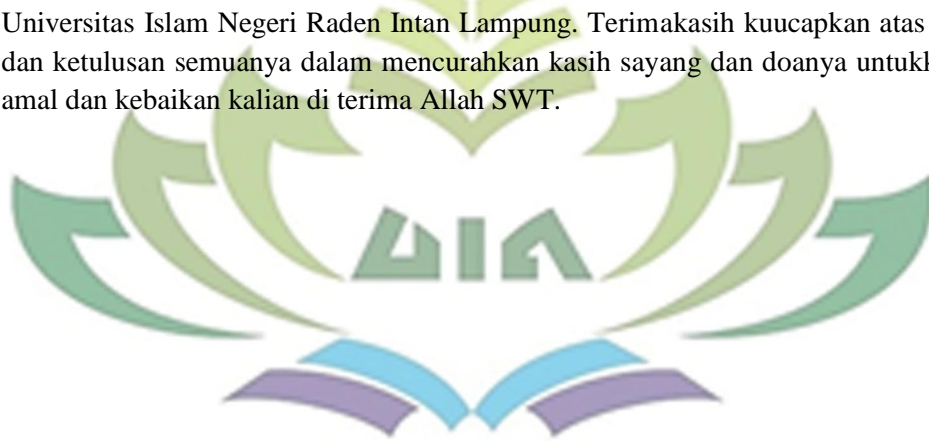 Universitas Islam Negeri Raden Intan Lampung. Terimakasih kuucapkan atas
dan ketulusan semuanya dalam mencurahkan kasih sayang dan doanya
amal dan kebaikan kalian di terima Allah SWT.
UIN